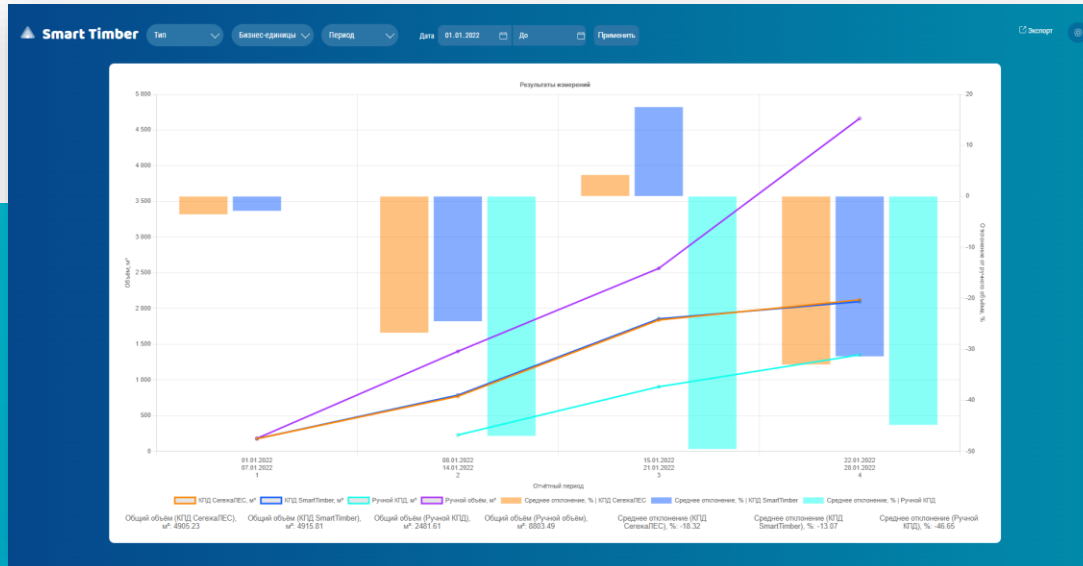 Smart Timber
Тип
Бизнес-единицы
Период
Дата
01.01.2022
До
Применить
Экспорт
Результаты измерений
5 000
4 500
4 000
3 500
3 000
2 500
2 000
1 500
1 000
500
0
Объём, м³
20
10
0
-10
-20
-30
-40
-50
Отклонение от ручного объёма, %
01.01.2022
07.01.2022
1
08.01.2022
14.01.2022
2
15.01.2022
21.01.2022
3
22.01.2022
28.01.2022
4
Отчётный период
КПД СегежаЛЕС, м³
КПД SmartTimber, м³
Ручной КПД, м³
Ручной объём, м³
Среднее отклонение, % | КПД СегежаЛЕС
Среднее отклонение, % | КПД SmartTimber
Среднее отклонение, % | Ручной КПД
Общий объём (КПД СегежаЛЕС),
м³: 4905.23
Общий объём (КПД SmartTimber),
м³: 4915.81
Общий объём (Ручной КПД),
м³: 2481.61
Общий объём (Ручной объём),
м³: 8803.49
Среднее отклонение (КПД
СегежаЛЕС), %: -18.32
Среднее отклонение (КПД
SmartTimber), %: -13.07
Среднее отклонение (Ручной
КПД), %: -46.65